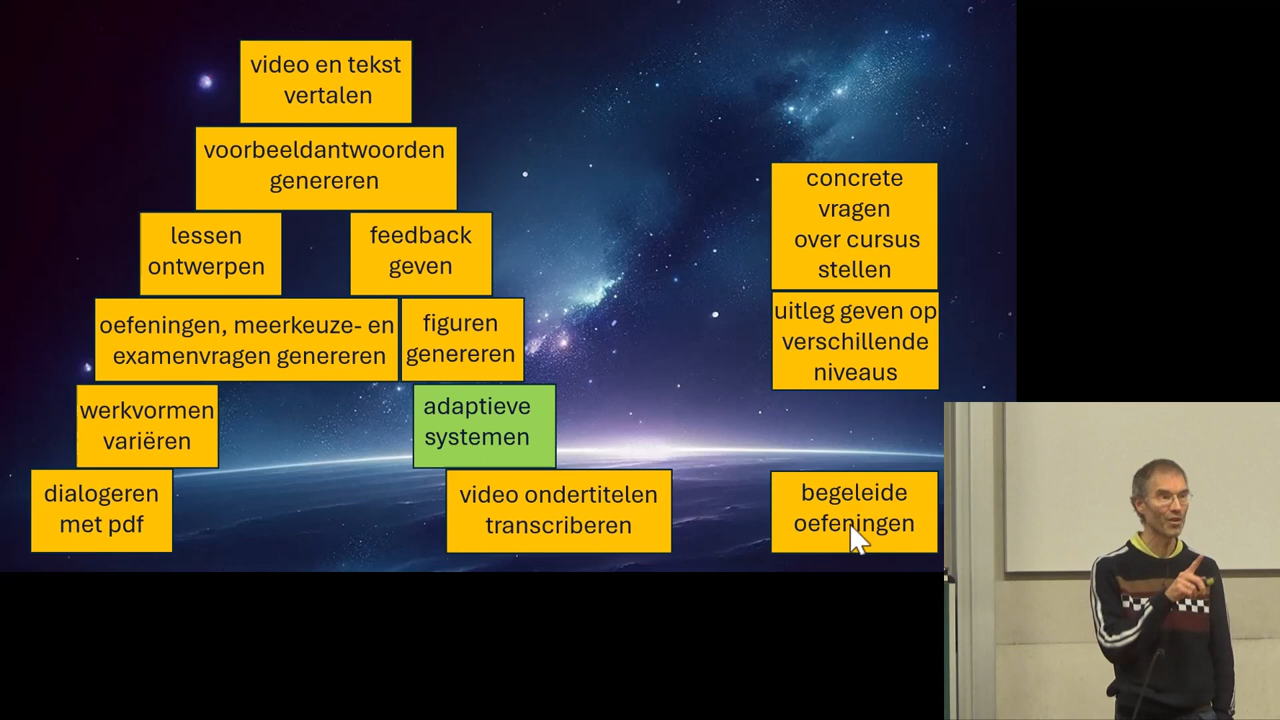 video en tekst
vertalen
voorbeeldantwoorden
genereren
lessen
ontwerpen
feedback
geven
oefeningen, meerkeuze- en
examenvragen genereren
figuren
genereren
werkvormen
variëren
adaptieve
systemen
dialogeren
met pdf
video ondertitelen
transcriberen
concrete
vragen
over cursus
stellen
uitleg geven op
verschillende
niveaus
begeleide
oefeningen